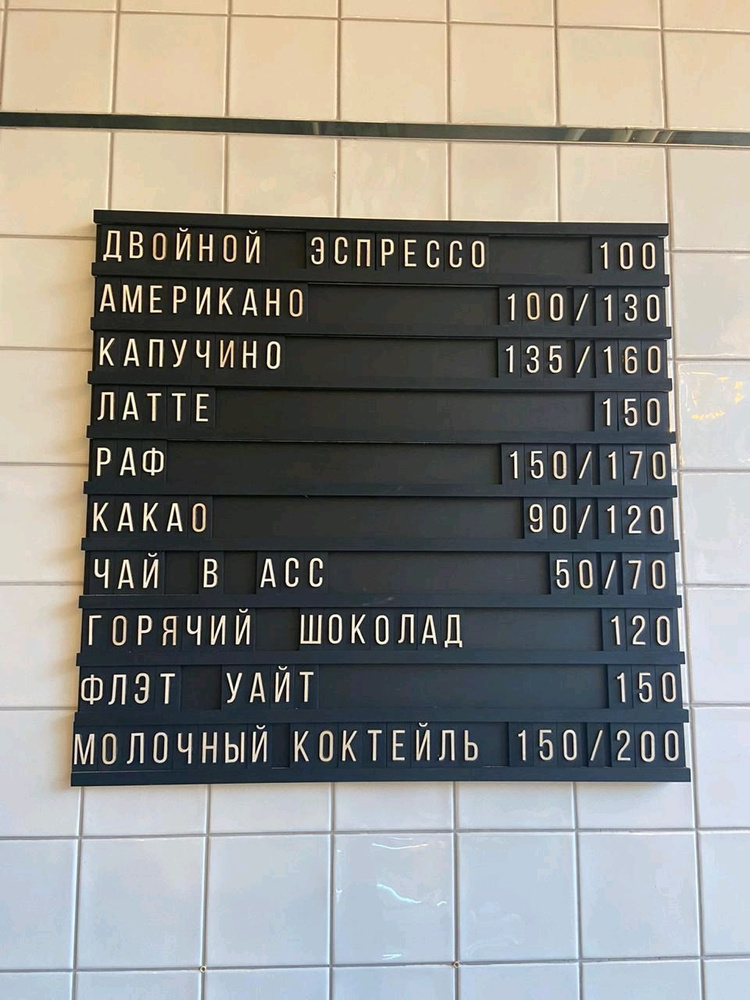 ДВОЙНОЙ ЭСПРЕССО 100
АМЕРИКАНО 100/130
КАПУЧИНО 135/160
ЛАТТЕ 150
РАФ 150/170
КАКАО 90/120
ЧАЙ В АСС 50/70
ГОРЯЧИЙ ШОКОЛАД 120
ФЛЭТ УАЙТ 150
МОЛОЧНЫЙ КОКТЕЙЛЬ 150/200